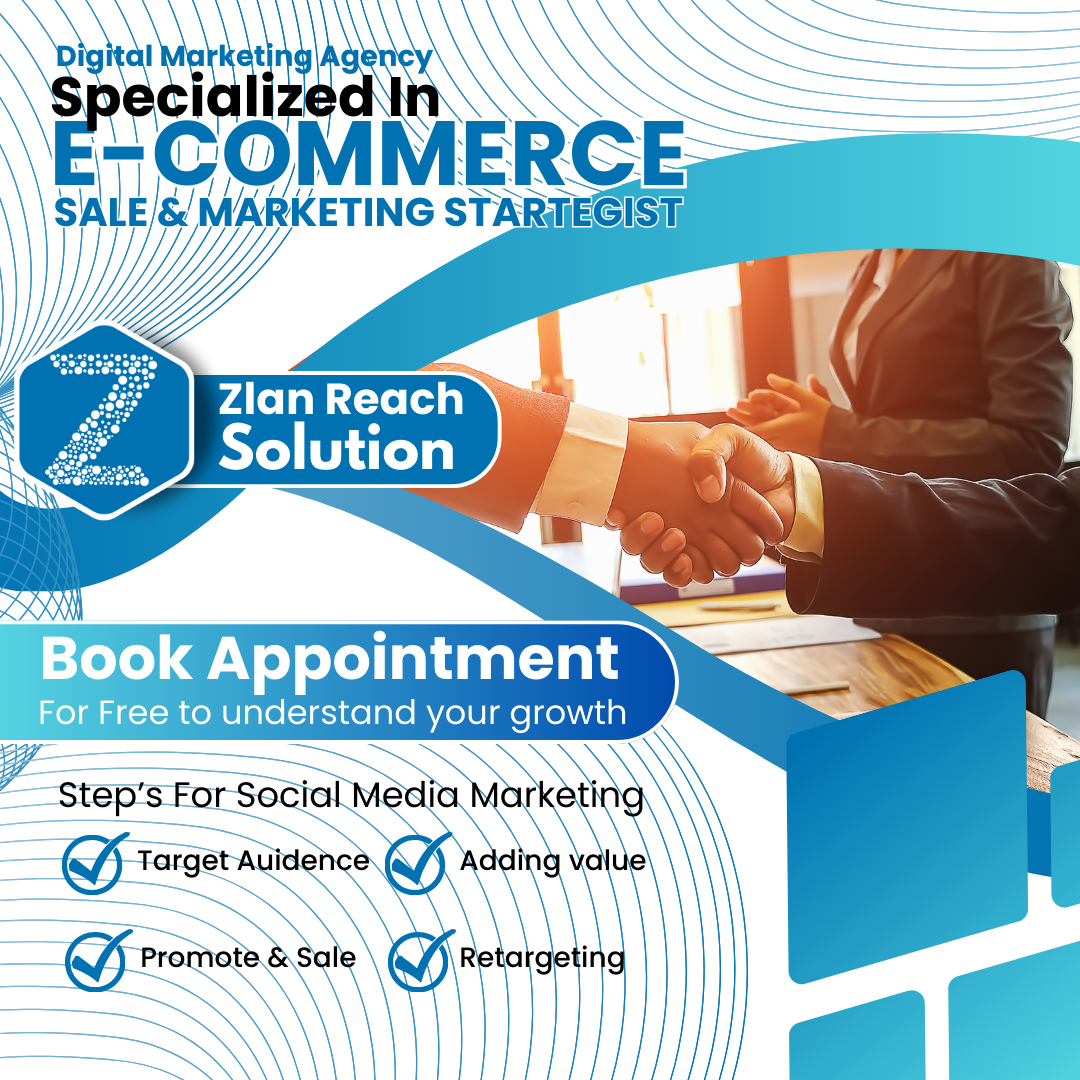 Digital Marketing Agency
Specialized In
E-COMMERCE
SALE & MARKETING STARTEGIST
Z
Zlan Reach
Solution
Book Appointment
For Free to understand your growth
Step’s For Social Media Marketing
Target Auidence
Adding value
Promote & Sale
Retargeting